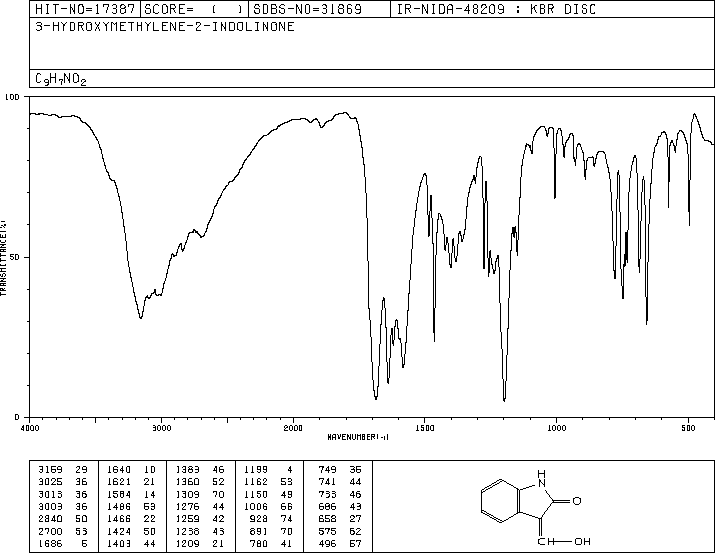 HIT-NO=17387 SCORE= ( ) SDBS-NO=31869 IR-NIDA-48209 : KBR DISC
3-HYDROXYMETHYLENE-2-INDOLINONE
C9H7NO2
100
50
0
TRANSMITTANCE(%)
4000 3000 2000 1500 1000 500
WAVENUMBER(-1)
3159 29 1640 10 1383 46 1199 4 749 35
3025 36 1621 21 1360 52 1162 53 741 44
3013 36 1584 14 1309 70 1150 49 733 46
3003 36 1486 53 1276 44 1006 66 686 43
2840 50 1466 22 1259 42 928 74 658 27
2700 53 1424 50 1238 43 891 70 575 62
1686 5 1403 44 1209 21 780 41 496 57
H
N
O
CH OH